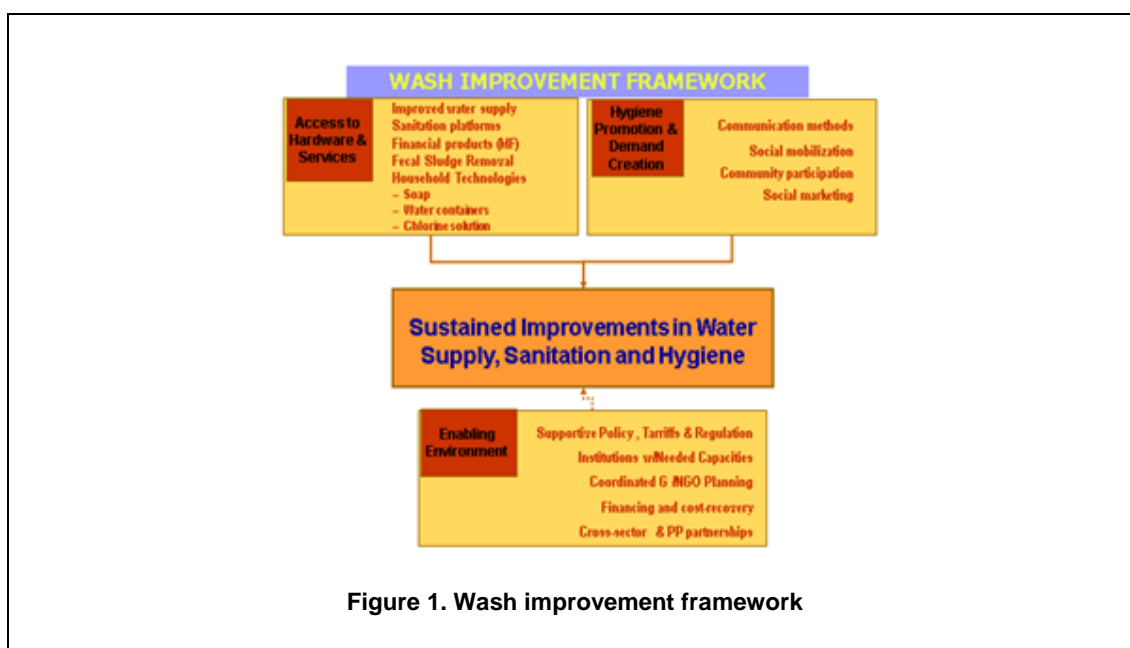 WASH IMPROVEMENT FRAMEWORK
Access to
Hardware &
Services
Improved water supply
Sanitation platforms
Financial products (MF)
Fecal Sludge Removal
Household Technologies
– Soap
– Water containers
– Chlorine solution
Hygiene
Promotion &
Demand
Creation
Communication methods
Social mobilization
Community participation
Social marketing
Sustained Improvements in Water
Supply, Sanitation and Hygiene
Enabling
Environment
Supportive Policy , Tarriffs & Regulation
Institutions w/Needed Capacities
Coordinated G /NGO Planning
Financing and cost-recovery
Cross-sector & PP partnerships
Figure 1. Wash improvement framework